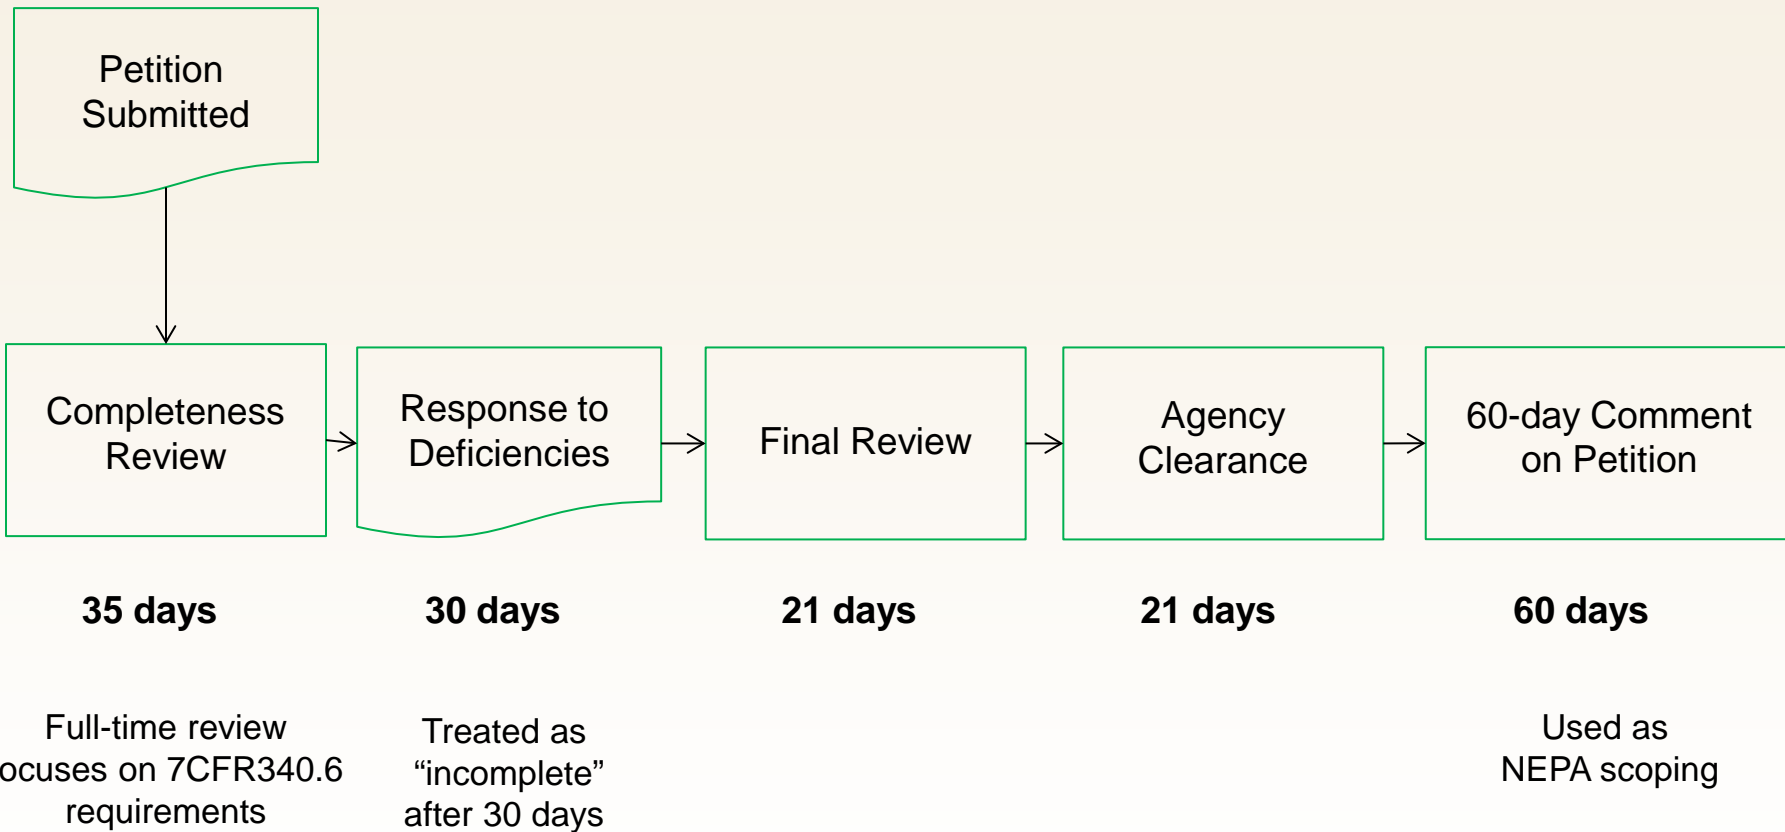 Petition
Submitted
Completeness
Review
Response to
Deficiencies
Final Review
Agency
Clearance
60-day Comment
on Petition
35 days
30 days
21 days
21 days
60 days
Full-time review
ocuses on 7CFR340.6
requirements
Treated as
“incomplete”
after 30 days
Used as
NEPA scoping